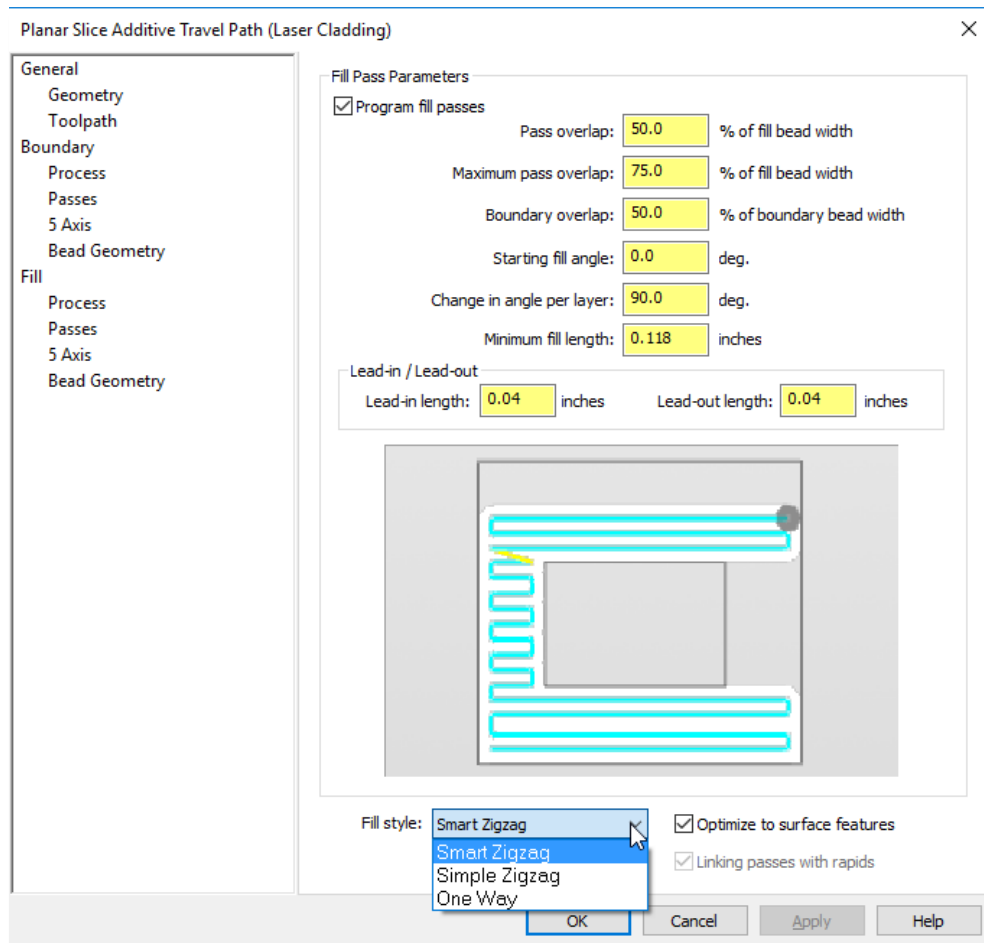 Planar Slice Additive Travel Path (Laser Cladding)
General
Geometry
Toolpath
Boundary
Process
Passes
5 Axis
Bead Geometry
Fill
Process
Passes
5 Axis
Bead Geometry
Fill Pass Parameters
Program fill passes
Pass overlap: 50.0 % of fill bead width
Maximum pass overlap: 75.0 % of fill bead width
Boundary overlap: 50.0 % of boundary bead width
Starting fill angle: 0.0 deg.
Change in angle per layer: 90.0 deg.
Minimum fill length: 0.118 inches
Lead-in / Lead-out
Lead-in length: 0.04 inches Lead-out length: 0.04 inches
Fill style: Smart Zigzag
Smart Zigzag
Simple Zigzag
One Way
Optimize to surface features
Linking passes with rapids
OK Cancel Apply Help